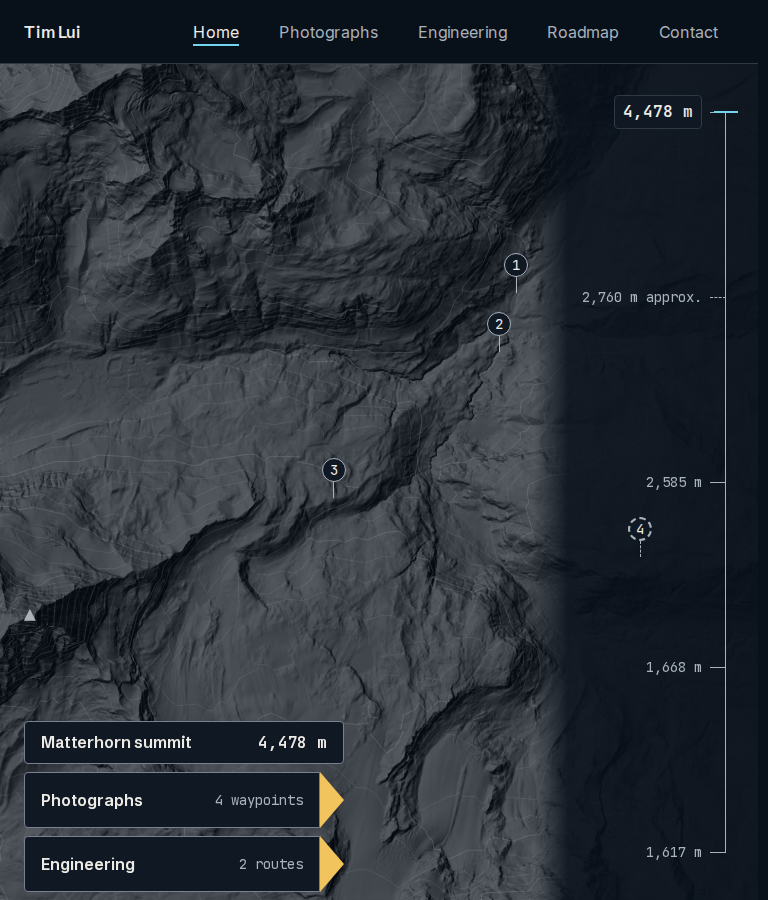 Tim Lui
Home
Photographs
Engineering
Roadmap
Contact
4,478 m
1
2,760 m approx.
2
3
2,585 m
4
1,668 m
Matterhorn summit 4,478 m
Photographs 4 waypoints
1,617 m
Engineering 2 routes